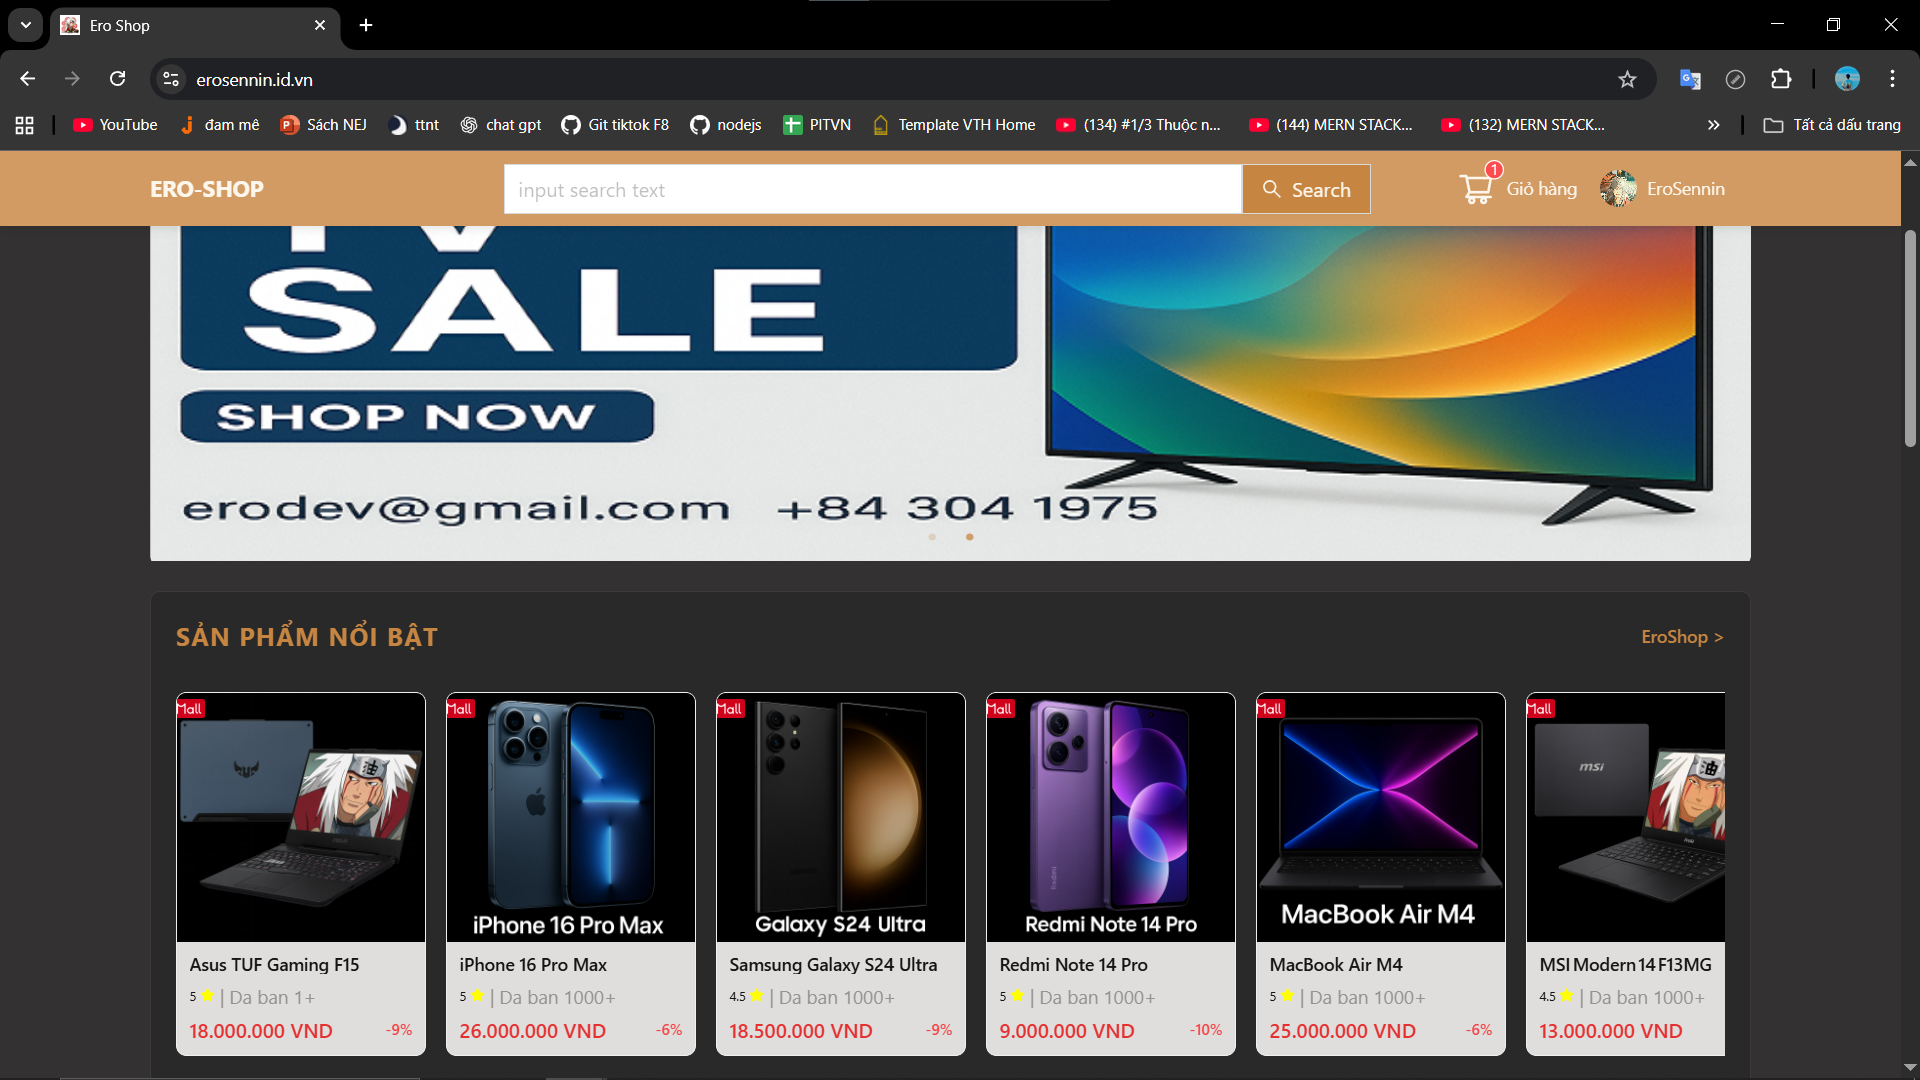 Ero Shop
erosennin.id.vn
YouTube đam mê Sách NEJ ttnt chat gpt Git tiktok F8 nodejs PITVN Template VTH Home (134) #1/3 Thuộc n... (144) MERN STACK... (132) MERN STACK... Tất cả dấu trang
ERO-SHOP input search text Search 1 Giỏ hàng EroSennin
SALE
SHOP NOW
erodev@gmail.com +84 304 1975
SẢN PHẨM NỔI BẬT EroShop >
Mall Mall Mall Mall Mall Mall
msi
iPhone 16 Pro Max Galaxy S24 Ultra Redmi Note 14 Pro MacBook Air M4
Asus TUF Gaming F15 iPhone 16 Pro Max Samsung Galaxy S24 Ultra Redmi Note 14 Pro MacBook Air M4 MSI Modern 14 F13MG
5 | Da ban 1+ 5 | Da ban 1000+ 4.5 | Da ban 1000+ 5 | Da ban 1000+ 5 | Da ban 1000+ 4.5 | Da ban 1000+
18.000.000 VND -9% 26.000.000 VND -6% 18.500.000 VND -9% 9.000.000 VND -10% 25.000.000 VND -6% 13.000.000 VND